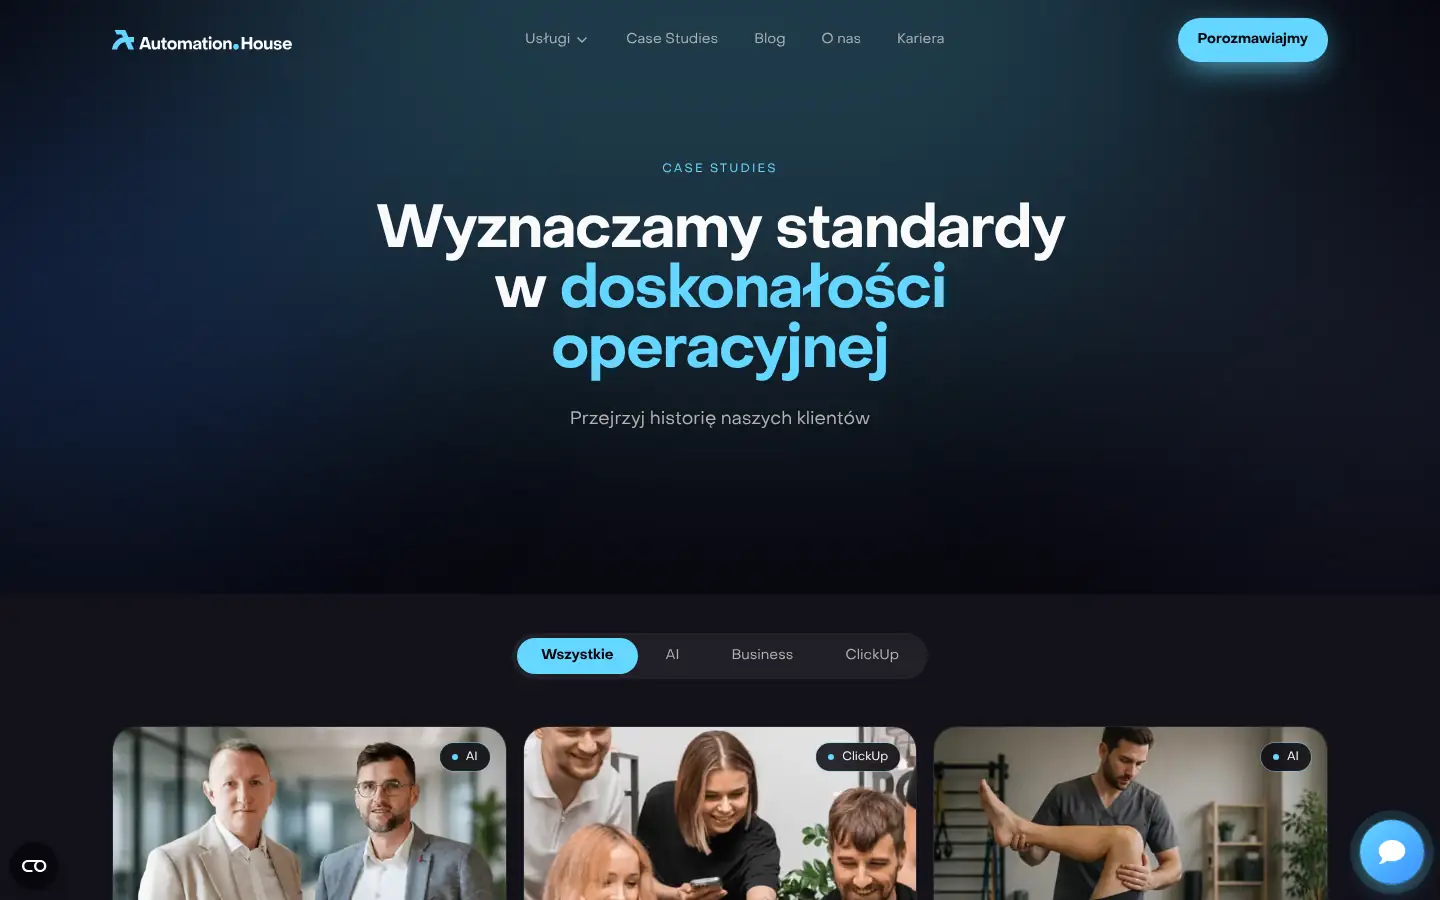 Automation.House
Usługi
Case Studies
Blog
O nas
Kariera
Porozmawiajmy
CASE STUDIES
Wyznaczamy standardy
w doskonałości
operacyjnej
Przejrzyj historię naszych klientów
Wszystkie
AI
Business
ClickUp
AI
ClickUp
AI